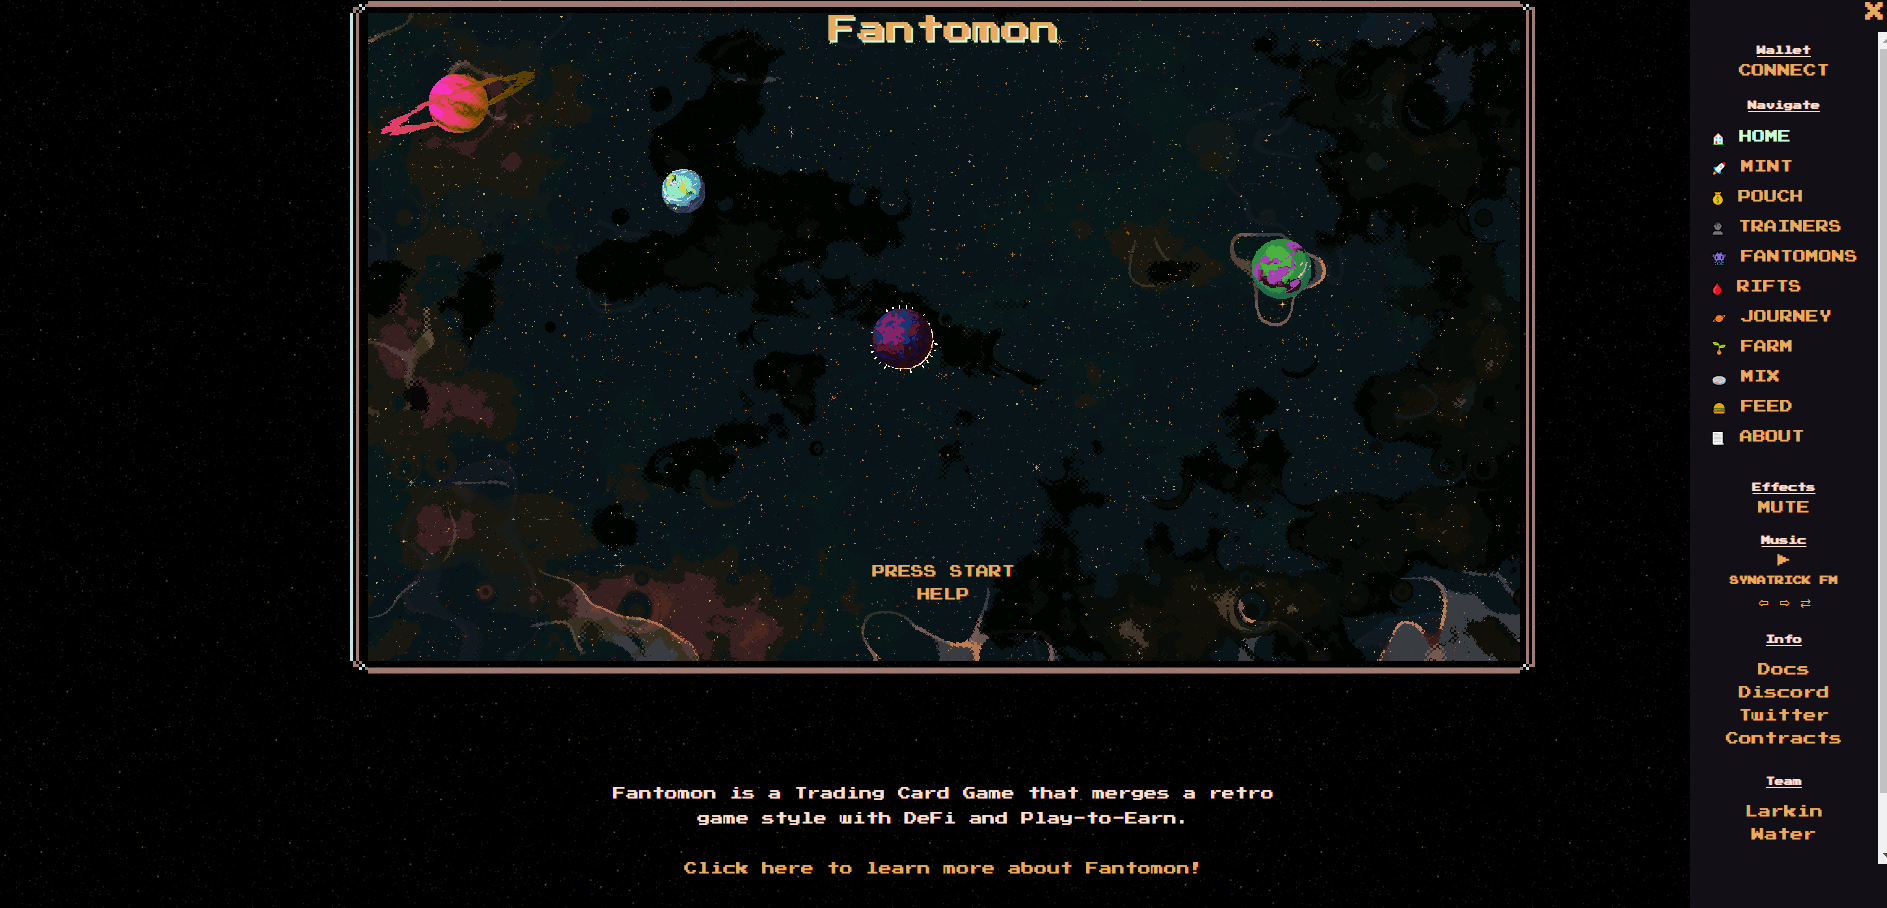 Fantomon
PRESS START
HELP
Fantomon is a Trading Card Game that merges a retro
game style with DeFi and Play-to-Earn.
Click here to learn more about Fantomon!
Wallet
CONNECT
Navigate
HOME
MINT
POUCH
TRAINERS
FANTOMONS
RIFTS
JOURNEY
FARM
MIX
FEED
ABOUT
Effects
MUTE
Music
SYNATRICK FM
Info
Docs
Discord
Twitter
Contracts
Team
Larkin
Water